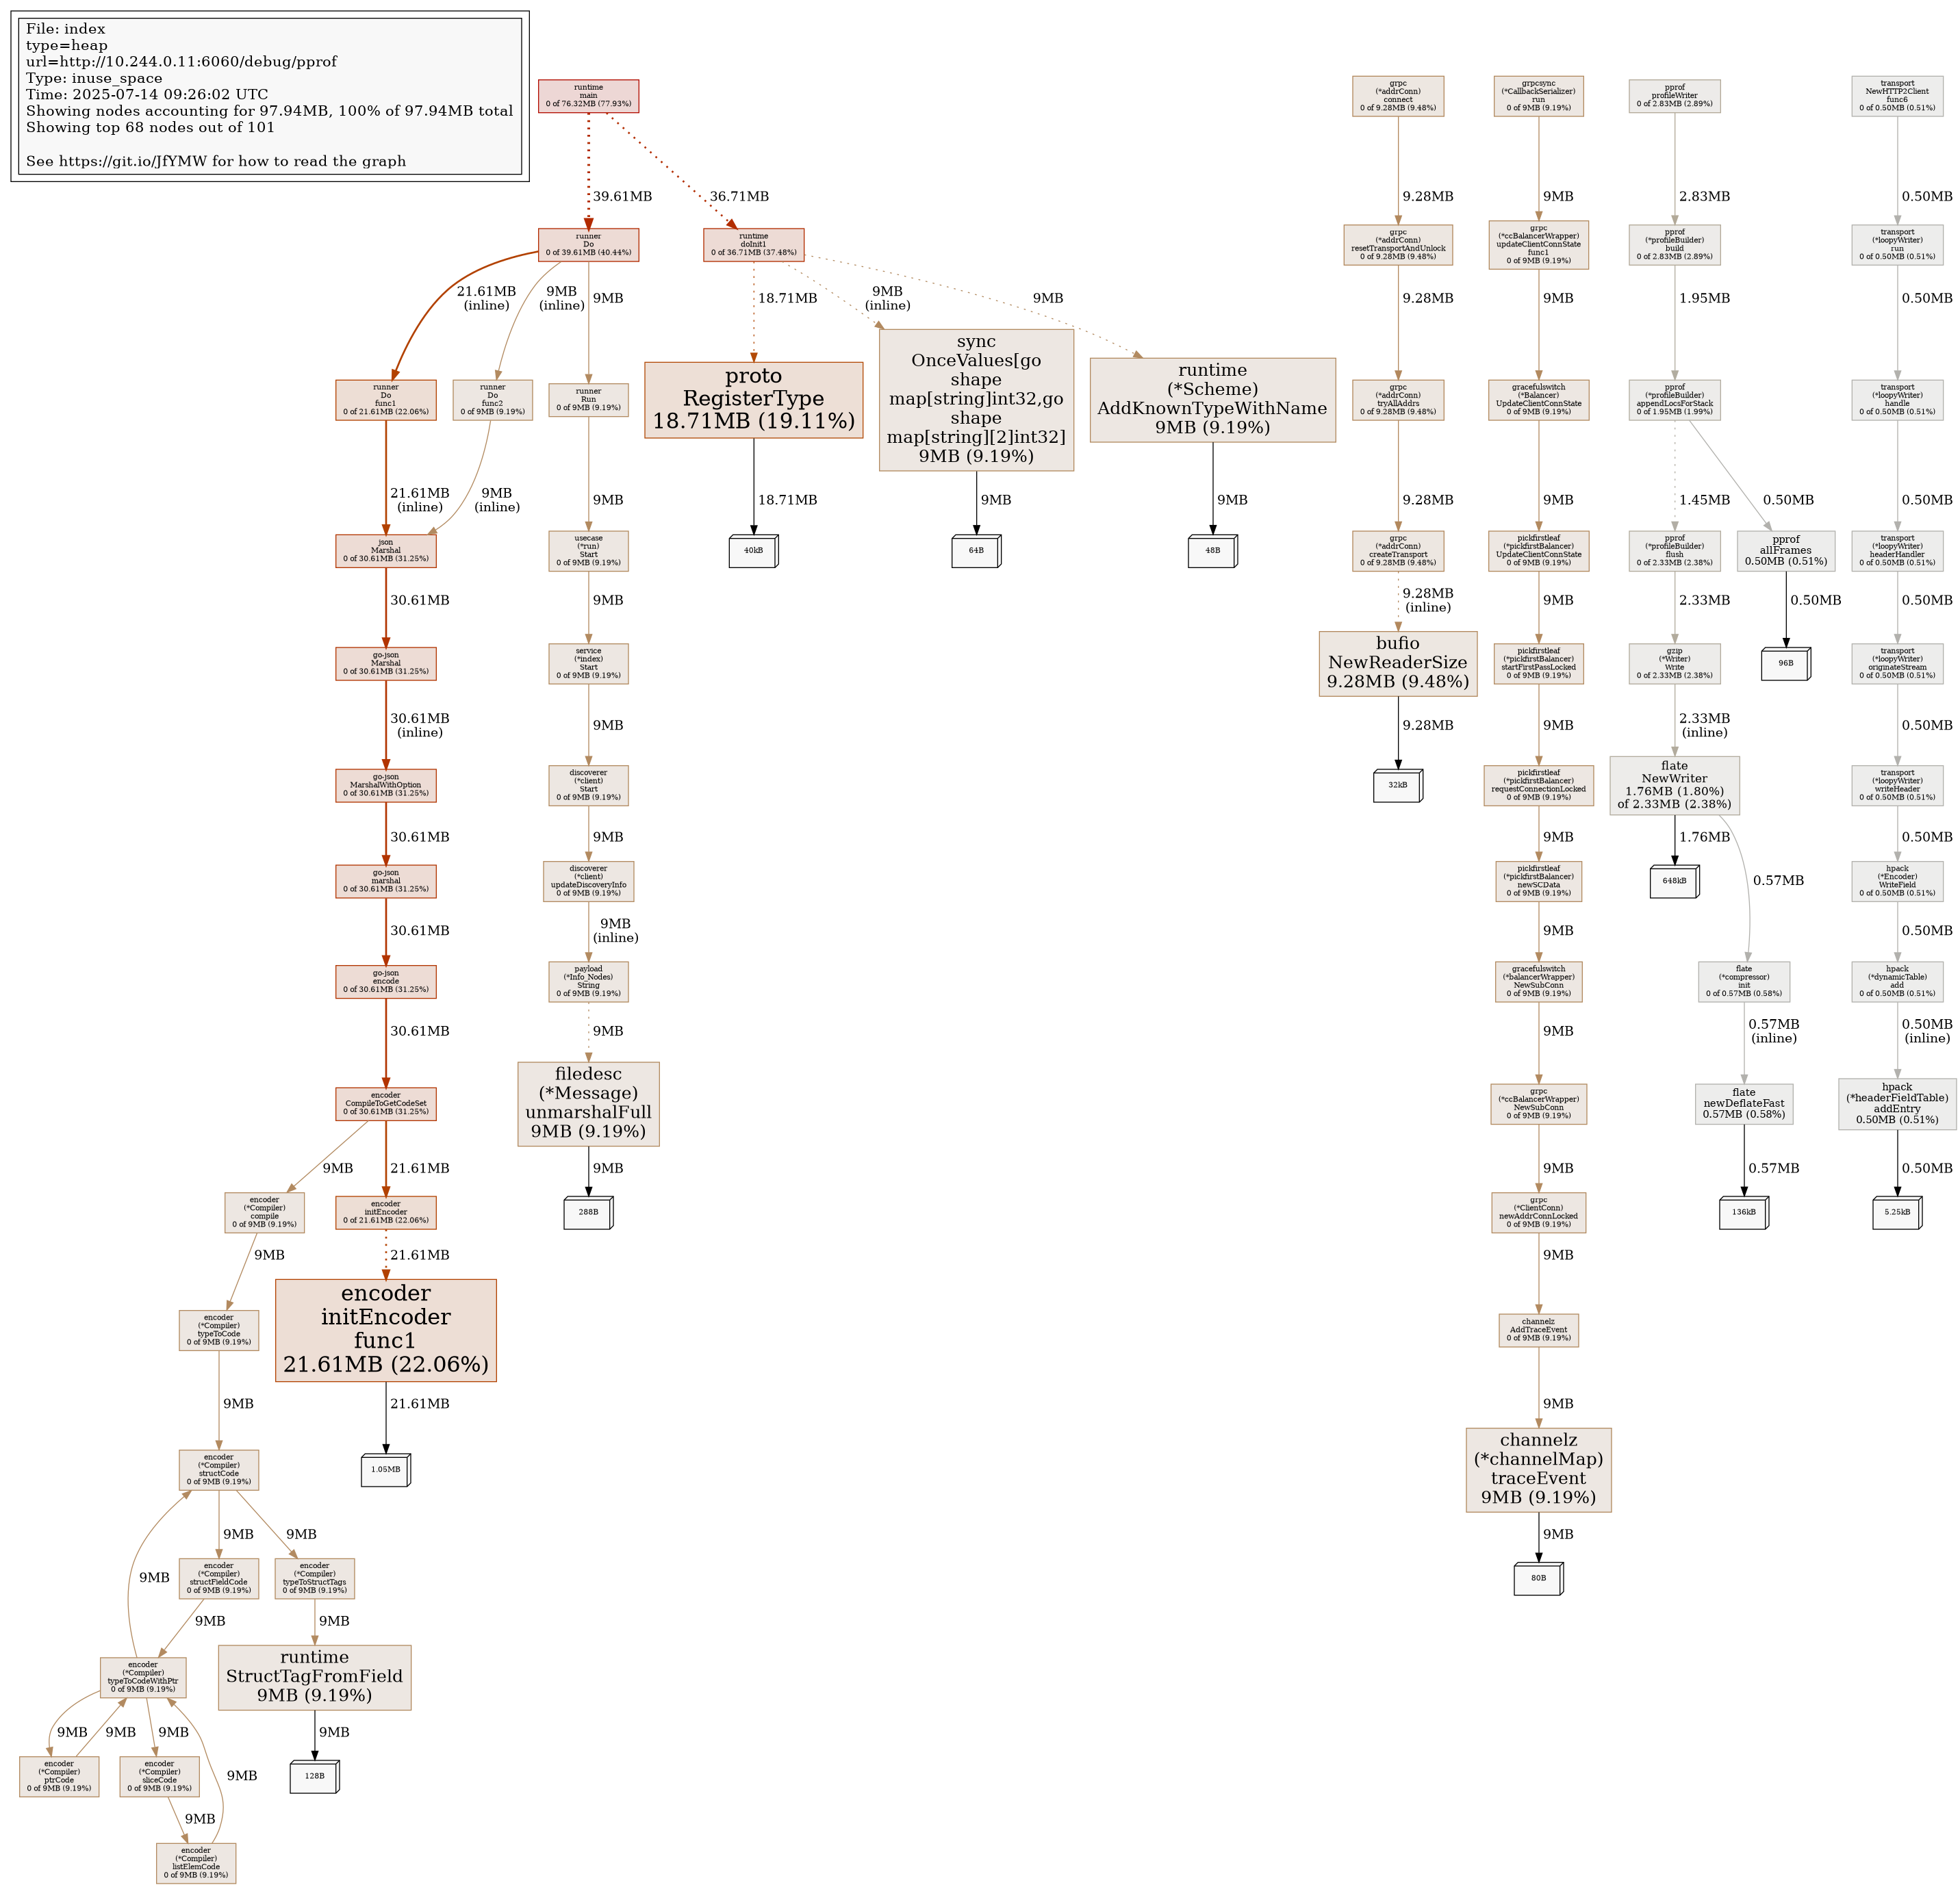 File: index
type=heap
url=http://10.244.0.11:6060/debug/pprof
Type: inuse_space
Time: 2025-07-14 09:26:02 UTC
Showing nodes accounting for 97.94MB, 100% of 97.94MB total
Showing top 68 nodes out of 101
See https://git.io/JfYMW for how to read the graph
runtime
main
0 of 76.32MB (77.93%)
39.61MB
36.71MB
runner
Do
0 of 39.61MB (40.44%)
runtime
doInit1
0 of 36.71MB (37.48%)
21.61MB
(inline)
9MB
(inline)
9MB
18.71MB
9MB
(inline)
9MB
runner
Do
func1
0 of 21.61MB (22.06%)
runner
Do
func2
0 of 9MB (9.19%)
runner
Run
0 of 9MB (9.19%)
proto
RegisterType
18.71MB (19.11%)
sync
OnceValues[go
shape
map[string]int32,go
shape
map[string][2]int32]
9MB (9.19%)
runtime
(*Scheme)
AddKnownTypeWithName
9MB (9.19%)
21.61MB
(inline)
9MB
(inline)
9MB
18.71MB
9MB
9MB
40kB
64B
48B
json
Marshal
0 of 30.61MB (31.25%)
30.61MB
go-json
Marshal
0 of 30.61MB (31.25%)
30.61MB
(inline)
go-json
MarshalWithOption
0 of 30.61MB (31.25%)
30.61MB
go-json
marshal
0 of 30.61MB (31.25%)
30.61MB
go-json
encode
0 of 30.61MB (31.25%)
30.61MB
encoder
CompileToGetCodeSet
0 of 30.61MB (31.25%)
9MB
21.61MB
encoder
(*Compiler)
compile
0 of 9MB (9.19%)
encoder
initEncoder
0 of 21.61MB (22.06%)
9MB
21.61MB
encoder
(*Compiler)
typeToCode
0 of 9MB (9.19%)
encoder
initEncoder
func1
21.61MB (22.06%)
9MB
21.61MB
1.05MB
encoder
(*Compiler)
structCode
0 of 9MB (9.19%)
9MB
9MB
9MB
encoder
(*Compiler)
structFieldCode
0 of 9MB (9.19%)
encoder
(*Compiler)
typeToStructTags
0 of 9MB (9.19%)
9MB
9MB
encoder
(*Compiler)
typeToCodeWithPtr
0 of 9MB (9.19%)
runtime
StructTagFromField
9MB (9.19%)
9MB
9MB
9MB
9MB
9MB
encoder
(*Compiler)
ptrCode
0 of 9MB (9.19%)
encoder
(*Compiler)
sliceCode
0 of 9MB (9.19%)
128B
9MB
encoder
(*Compiler)
listElemCode
0 of 9MB (9.19%)
usecase
(*run)
Start
0 of 9MB (9.19%)
9MB
service
(*index)
Start
0 of 9MB (9.19%)
9MB
discoverer
(*client)
Start
0 of 9MB (9.19%)
9MB
discoverer
(*client)
updateDiscoveryInfo
0 of 9MB (9.19%)
9MB
(inline)
payload
(*Info_Nodes)
String
0 of 9MB (9.19%)
9MB
filedesc
(*Message)
unmarshalFull
9MB (9.19%)
9MB
288B
grpc
(*addrConn)
connect
0 of 9.28MB (9.48%)
9.28MB
grpc
(*addrConn)
resetTransportAndUnlock
0 of 9.28MB (9.48%)
9.28MB
grpc
(*addrConn)
tryAllAddrs
0 of 9.28MB (9.48%)
9.28MB
grpc
(*addrConn)
createTransport
0 of 9.28MB (9.48%)
9.28MB
(inline)
bufio
NewReaderSize
9.28MB (9.48%)
9.28MB
32kB
grpcsync
(*CallbackSerializer)
run
0 of 9MB (9.19%)
9MB
grpc
(*ccBalancerWrapper)
updateClientConnState
func1
0 of 9MB (9.19%)
9MB
gracefulswitch
(*Balancer)
UpdateClientConnState
0 of 9MB (9.19%)
9MB
pickfirstleaf
(*pickfirstBalancer)
UpdateClientConnState
0 of 9MB (9.19%)
9MB
pickfirstleaf
(*pickfirstBalancer)
startFirstPassLocked
0 of 9MB (9.19%)
9MB
pickfirstleaf
(*pickfirstBalancer)
requestConnectionLocked
0 of 9MB (9.19%)
9MB
pickfirstleaf
(*pickfirstBalancer)
newSCData
0 of 9MB (9.19%)
9MB
gracefulswitch
(*balancerWrapper)
NewSubConn
0 of 9MB (9.19%)
9MB
grpc
(*ccBalancerWrapper)
NewSubConn
0 of 9MB (9.19%)
9MB
grpc
(*ClientConn)
newAddrConnLocked
0 of 9MB (9.19%)
9MB
channelz
AddTraceEvent
0 of 9MB (9.19%)
9MB
channelz
(*channelMap)
traceEvent
9MB (9.19%)
9MB
80B
pprof
profileWriter
0 of 2.83MB (2.89%)
2.83MB
pprof
(*profileBuilder)
build
0 of 2.83MB (2.89%)
1.95MB
pprof
(*profileBuilder)
appendLocsForStack
0 of 1.95MB (1.99%)
1.45MB
0.50MB
pprof
(*profileBuilder)
flush
0 of 2.33MB (2.38%)
pprof
allFrames
0.50MB (0.51%)
2.33MB
0.50MB
gzip
(*Writer)
Write
0 of 2.33MB (2.38%)
96B
2.33MB
(inline)
flate
NewWriter
1.76MB (1.80%)
of 2.33MB (2.38%)
1.76MB
0.57MB
648kB
flate
(*compressor)
init
0 of 0.57MB (0.58%)
0.57MB
(inline)
flate
newDeflateFast
0.57MB (0.58%)
0.57MB
136kB
transport
NewHTTP2Client
func6
0 of 0.50MB (0.51%)
0.50MB
transport
(*loopyWriter)
run
0 of 0.50MB (0.51%)
0.50MB
transport
(*loopyWriter)
handle
0 of 0.50MB (0.51%)
0.50MB
transport
(*loopyWriter)
headerHandler
0 of 0.50MB (0.51%)
0.50MB
transport
(*loopyWriter)
originateStream
0 of 0.50MB (0.51%)
0.50MB
transport
(*loopyWriter)
writeHeader
0 of 0.50MB (0.51%)
0.50MB
hpack
(*Encoder)
WriteField
0 of 0.50MB (0.51%)
0.50MB
hpack
(*dynamicTable)
add
0 of 0.50MB (0.51%)
0.50MB
(inline)
hpack
(*headerFieldTable)
addEntry
0.50MB (0.51%)
0.50MB
5.25kB